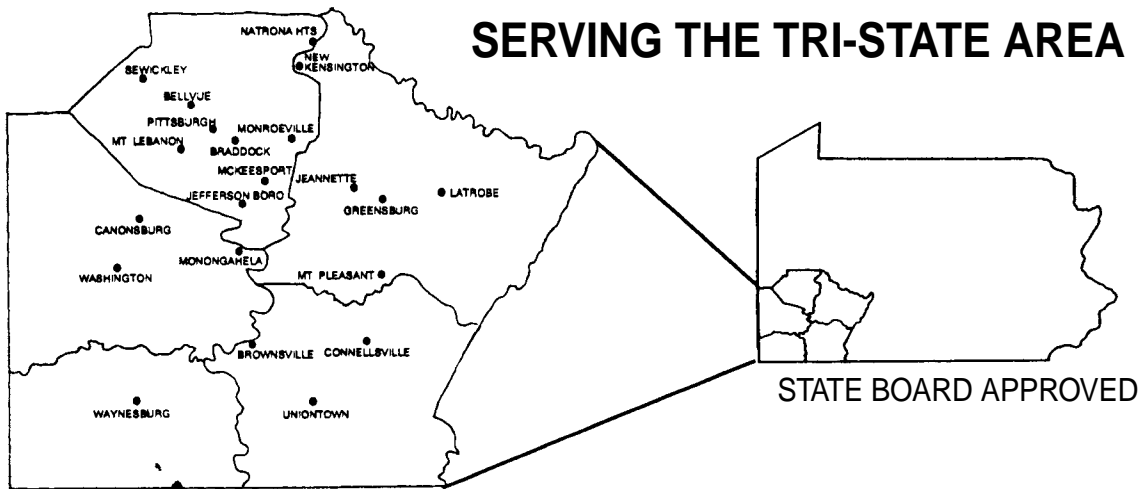 SERVING THE TRI-STATE AREA
NATRONA HTS
NEW
KENSINGTON
SEWICKLEY
BELLVUE
PITTSBURGH
MONROEVILLE
MT LEBANON
BRADDOCK
MCKEESPORT
JEANNETTE
LATROBE
JEFFERSON BORO
GREENSBURG
CANONSBURG
MONONGAHELA
WASHINGTON
MT PLEASANT
BROWNSVILLE
CONNELLSVILLE
STATE BOARD APPROVED
WAYNESBURG
UNIONTOWN